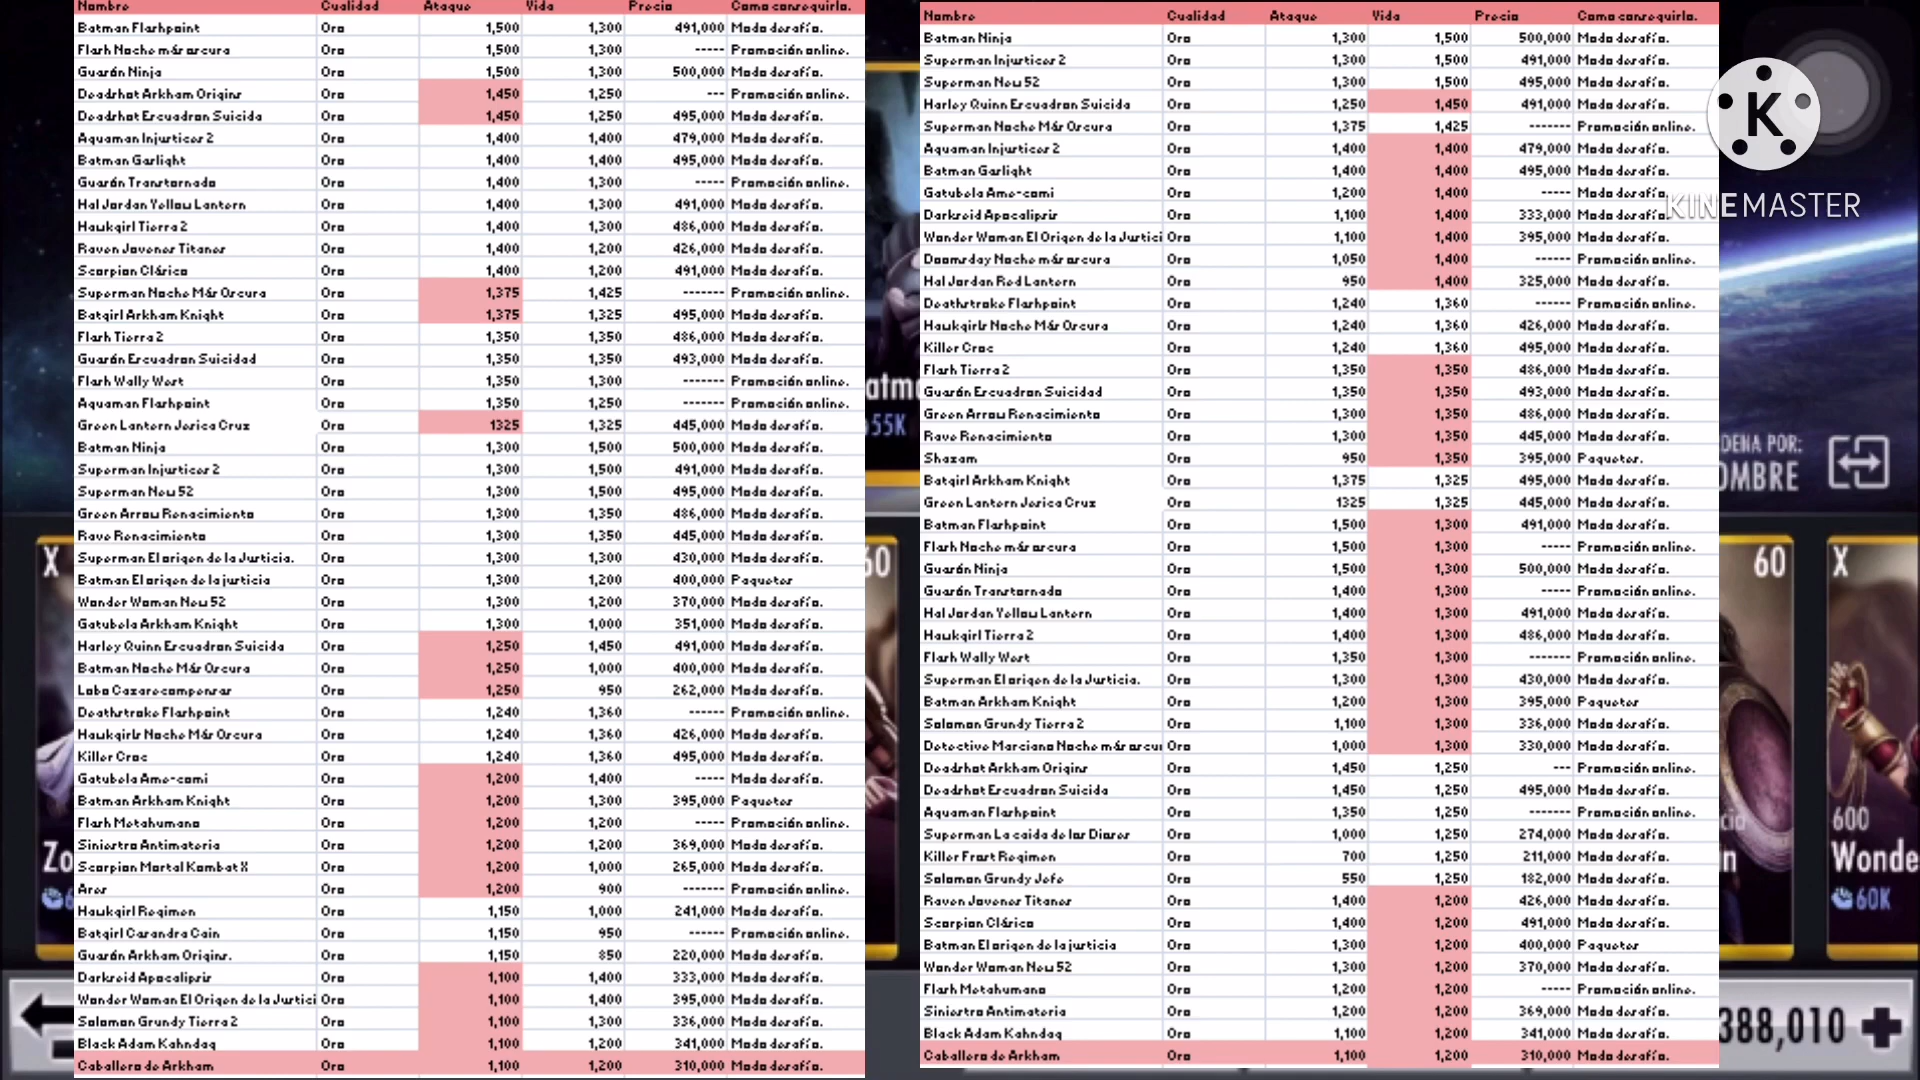 Nombre Cualidad Ataque Vida Precio Como conseguirlo.
Batman Flashpoint Oro 1,500 1,300 491,000 Modo desafío.
Flash Noche más oscura Oro 1,500 1,300 ----- Promoción online.
Guasón Ninja Oro 1,500 1,300 500,000 Modo desafío.
Deadshot Arkham Origins Oro 1,450 1,250 --- Promoción online.
Deadshot Escuadron Suicida Oro 1,450 1,250 495,000 Modo desafío.
Aquaman Injustices 2 Oro 1,400 1,400 479,000 Modo desafío.
Batman Gaslight Oro 1,400 1,400 495,000 Modo desafío.
Guasón Transtornado Oro 1,400 1,300 ----- Promoción online.
Hal Jordan Yellow Lantern Oro 1,400 1,300 491,000 Modo desafío.
Hawkgirl Tierra 2 Oro 1,400 1,300 486,000 Modo desafío.
Raven Jovenes Titanes Oro 1,400 1,200 426,000 Modo desafío.
Scorpion Clásico Oro 1,400 1,200 491,000 Modo desafío.
Superman Noche Más Oscura Oro 1,375 1,425 ------- Promoción online.
Batgirl Arkham Knight Oro 1,375 1,325 495,000 Modo desafío.
Flash Tierra 2 Oro 1,350 1,350 486,000 Modo desafío.
Guasón Escuadron Suicidad Oro 1,350 1,350 493,000 Modo desafío.
Flash Wally West Oro 1,350 1,300 ------- Promoción online.
Aquaman Flashpoint Oro 1,350 1,250 ------- Promoción online.
Green Lantern Jesica Cruz Oro 1325 1,325 445,000 Modo desafío.
Batman Ninja Oro 1,300 1,500 500,000 Modo desafío.
Superman Injustices 2 Oro 1,300 1,500 491,000 Modo desafío.
Superman New 52 Oro 1,300 1,500 495,000 Modo desafío.
Green Arrow Renacimiento Oro 1,300 1,350 486,000 Modo desafío.
Rave Renacimiento Oro 1,300 1,350 445,000 Modo desafío.
Superman El origen de la Justicia. Oro 1,300 1,300 430,000 Modo desafío.
Batman El origen de la justicia Oro 1,300 1,200 400,000 Paquetes
Wonder Woman New 52 Oro 1,300 1,200 370,000 Modo desafío.
Gatubela Arkham Knight Oro 1,300 1,000 351,000 Modo desafío.
Harley Quinn Escuadron Suicida Oro 1,250 1,450 491,000 Modo desafío.
Batman Noche Más Oscura Oro 1,250 1,000 400,000 Modo desafío.
Lobo Cazarecompensas Oro 1,250 950 262,000 Modo desafío.
Deathstroke Flashpoint Oro 1,240 1,360 ------ Promoción online.
Hawkgirls Noche Más Oscura Oro 1,240 1,360 426,000 Modo desafío.
Killer Croc Oro 1,240 1,360 495,000 Modo desafío.
Gatubela Ame-comi Oro 1,200 1,400 ----- Modo desafío.
Batman Arkham Knight Oro 1,200 1,300 395,000 Paquetes
Flash Metahumano Oro 1,200 1,200 ----- Promoción online.
Siniestro Antimateria Oro 1,200 1,200 369,000 Modo desafío.
Scorpion Mortal Kombat X Oro 1,200 1,000 265,000 Modo desafío.
Ares Oro 1,200 900 ------- Promoción online.
Hawkgirl Regimen Oro 1,150 1,000 241,000 Modo desafío.
Batgirl Casandra Cain Oro 1,150 950 ------ Promoción online.
Guasón Arkham Origins. Oro 1,150 850 220,000 Modo desafío.
Darkseid Apocalipsis Oro 1,100 1,400 333,000 Modo desafío.
Wonder Woman El Origen de la Justici Oro 1,100 1,400 395,000 Modo desafío.
Solomon Grundy Tierra 2 Oro 1,100 1,300 336,000 Modo desafío.
Black Adam Kahndaq Oro 1,100 1,200 341,000 Modo desafío.
Caballero de Arkham Oro 1,100 1,200 310,000 Modo desafío.
Nombre Cualidad Ataque Vida Precio Como conseguirlo.
Batman Ninja Oro 1,300 1,500 500,000 Modo desafío.
Superman Injustices 2 Oro 1,300 1,500 491,000 Modo desafío.
Superman New 52 Oro 1,300 1,500 495,000 Modo desafío.
Harley Quinn Escuadron Suicida Oro 1,250 1,450 491,000 Modo desafío.
Superman Noche Más Oscura Oro 1,375 1,425 ------- Promoción online.
Aquaman Injustices 2 Oro 1,400 1,400 479,000 Modo desafío.
Batman Gaslight Oro 1,400 1,400 495,000 Modo desafío.
Gatubela Ame-comi Oro 1,200 1,400 ----- Modo desafío.
Darkseid Apocalipsis Oro 1,100 1,400 333,000 Modo desafío.
Wonder Woman El Origen de la Justici Oro 1,100 1,400 395,000 Modo desafío.
Doomsday Noche más oscura Oro 1,050 1,400 ------ Promoción online.
Hal Jordan Red Lantern Oro 950 1,400 325,000 Modo desafío.
Deathstroke Flashpoint Oro 1,240 1,360 ------ Promoción online.
Hawkgirls Noche Más Oscura Oro 1,240 1,360 426,000 Modo desafío.
Killer Croc Oro 1,240 1,360 495,000 Modo desafío.
Flash Tierra 2 Oro 1,350 1,350 486,000 Modo desafío.
Guasón Escuadron Suicidad Oro 1,350 1,350 493,000 Modo desafío.
Green Arrow Renacimiento Oro 1,300 1,350 486,000 Modo desafío.
Rave Renacimiento Oro 1,300 1,350 445,000 Modo desafío.
Shazam Oro 950 1,350 395,000 Paquetes.
Batgirl Arkham Knight Oro 1,375 1,325 495,000 Modo desafío.
Green Lantern Jesica Cruz Oro 1325 1,325 445,000 Modo desafío.
Batman Flashpoint Oro 1,500 1,300 491,000 Modo desafío.
Flash Noche más oscura Oro 1,500 1,300 ----- Promoción online.
Guasón Ninja Oro 1,500 1,300 500,000 Modo desafío.
Guasón Transtornado Oro 1,400 1,300 ----- Promoción online.
Hal Jordan Yellow Lantern Oro 1,400 1,300 491,000 Modo desafío.
Hawkgirl Tierra 2 Oro 1,400 1,300 486,000 Modo desafío.
Flash Wally West Oro 1,350 1,300 ------- Promoción online.
Superman El origen de la Justicia. Oro 1,300 1,300 430,000 Modo desafío.
Batman Arkham Knight Oro 1,200 1,300 395,000 Paquetes
Solomon Grundy Tierra 2 Oro 1,100 1,300 336,000 Modo desafío.
Detective Marciano Noche más oscu Oro 1,000 1,300 330,000 Modo desafío.
Deadshot Arkham Origins Oro 1,450 1,250 --- Promoción online.
Deadshot Escuadron Suicida Oro 1,450 1,250 495,000 Modo desafío.
Aquaman Flashpoint Oro 1,350 1,250 ------- Promoción online.
Superman La caida de los Dioses Oro 1,000 1,250 274,000 Modo desafío.
Killer Frost Regimen Oro 700 1,250 211,000 Modo desafío.
Solomon Grundy Jefe Oro 550 1,250 182,000 Modo desafío.
Raven Jovenes Titanes Oro 1,400 1,200 426,000 Modo desafío.
Scorpion Clásico Oro 1,400 1,200 491,000 Modo desafío.
Batman El origen de la justicia Oro 1,300 1,200 400,000 Paquetes
Wonder Woman New 52 Oro 1,300 1,200 370,000 Modo desafío.
Flash Metahumano Oro 1,200 1,200 ----- Promoción online.
Siniestro Antimateria Oro 1,200 1,200 369,000 Modo desafío.
Black Adam Kahndaq Oro 1,100 1,200 341,000 Modo desafío.
Caballero de Arkham Oro 1,100 1,200 310,000 Modo desafío.
K
KINEMASTER
atm
55K
DENA POR:
OMBRE
X
60
60
X
Zo
cia
n
600
Wonde
60K
388,010